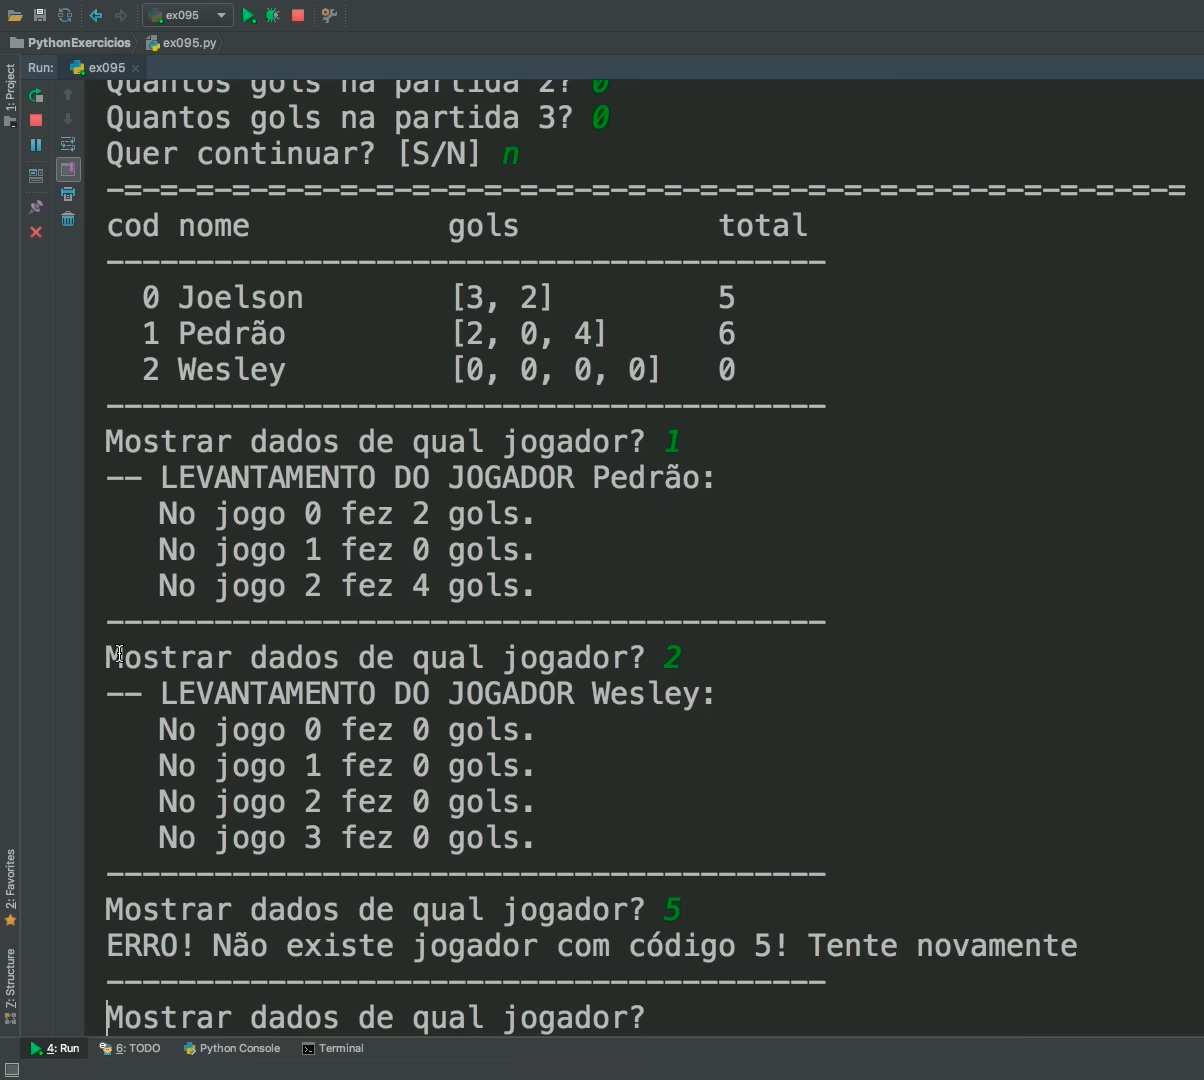 ex095
PythonExercicios
ex095.py
Run:
ex095
1: Project
Quantos gols na partida 2? 0
Quantos gols na partida 3? 0
Quer continuar? [S/N] n
-=-=-=-=-=-=-=-=-=-=-=-=-=-=-=-=-=-=-=-=-=-=-=-=-=-=-=-=-=-=
cod nome           gols           total
----------------------------------------
  0 Joelson        [3, 2]         5
  1 Pedrão         [2, 0, 4]      6
  2 Wesley         [0, 0, 0, 0]   0
----------------------------------------
Mostrar dados de qual jogador? 1
-- LEVANTAMENTO DO JOGADOR Pedrão:
   No jogo 0 fez 2 gols.
   No jogo 1 fez 0 gols.
   No jogo 2 fez 4 gols.
----------------------------------------
Mostrar dados de qual jogador? 2
-- LEVANTAMENTO DO JOGADOR Wesley:
   No jogo 0 fez 0 gols.
   No jogo 1 fez 0 gols.
   No jogo 2 fez 0 gols.
   No jogo 3 fez 0 gols.
----------------------------------------
Mostrar dados de qual jogador? 5
ERRO! Não existe jogador com código 5! Tente novamente
----------------------------------------
Mostrar dados de qual jogador?
2: Favorites
7: Structure
4: Run
6: TODO
Python Console
Terminal